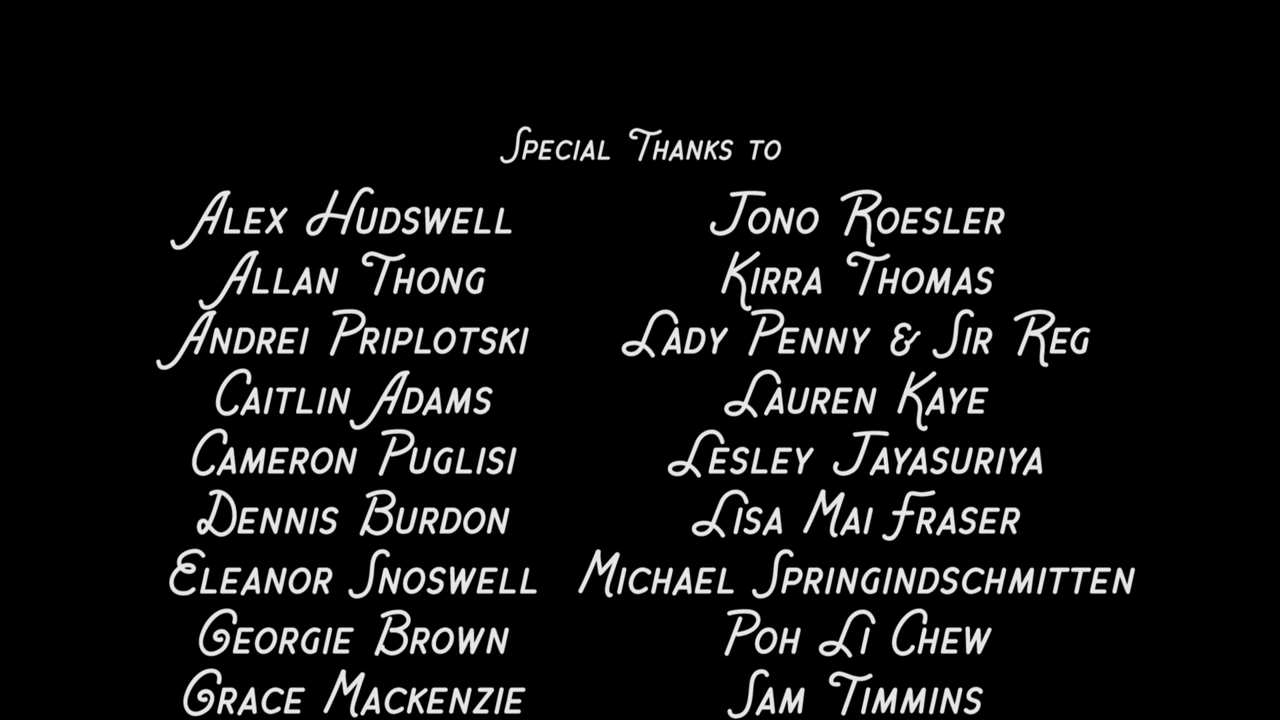 Special Thanks to
Alex Hudswell
Allan Thong
Andrei Priplotski
Caitlin Adams
Cameron Puglisi
Dennis Burdon
Eleanor Snoswell
Georgie Brown
Grace Mackenzie
Jono Roesler
Kirra Thomas
Lady Penny & Sir Reg
Lauren Kaye
Lesley Jayasuriya
Lisa Mai Fraser
Michael Springindschmitten
Poh Li Chew
Sam Timmins